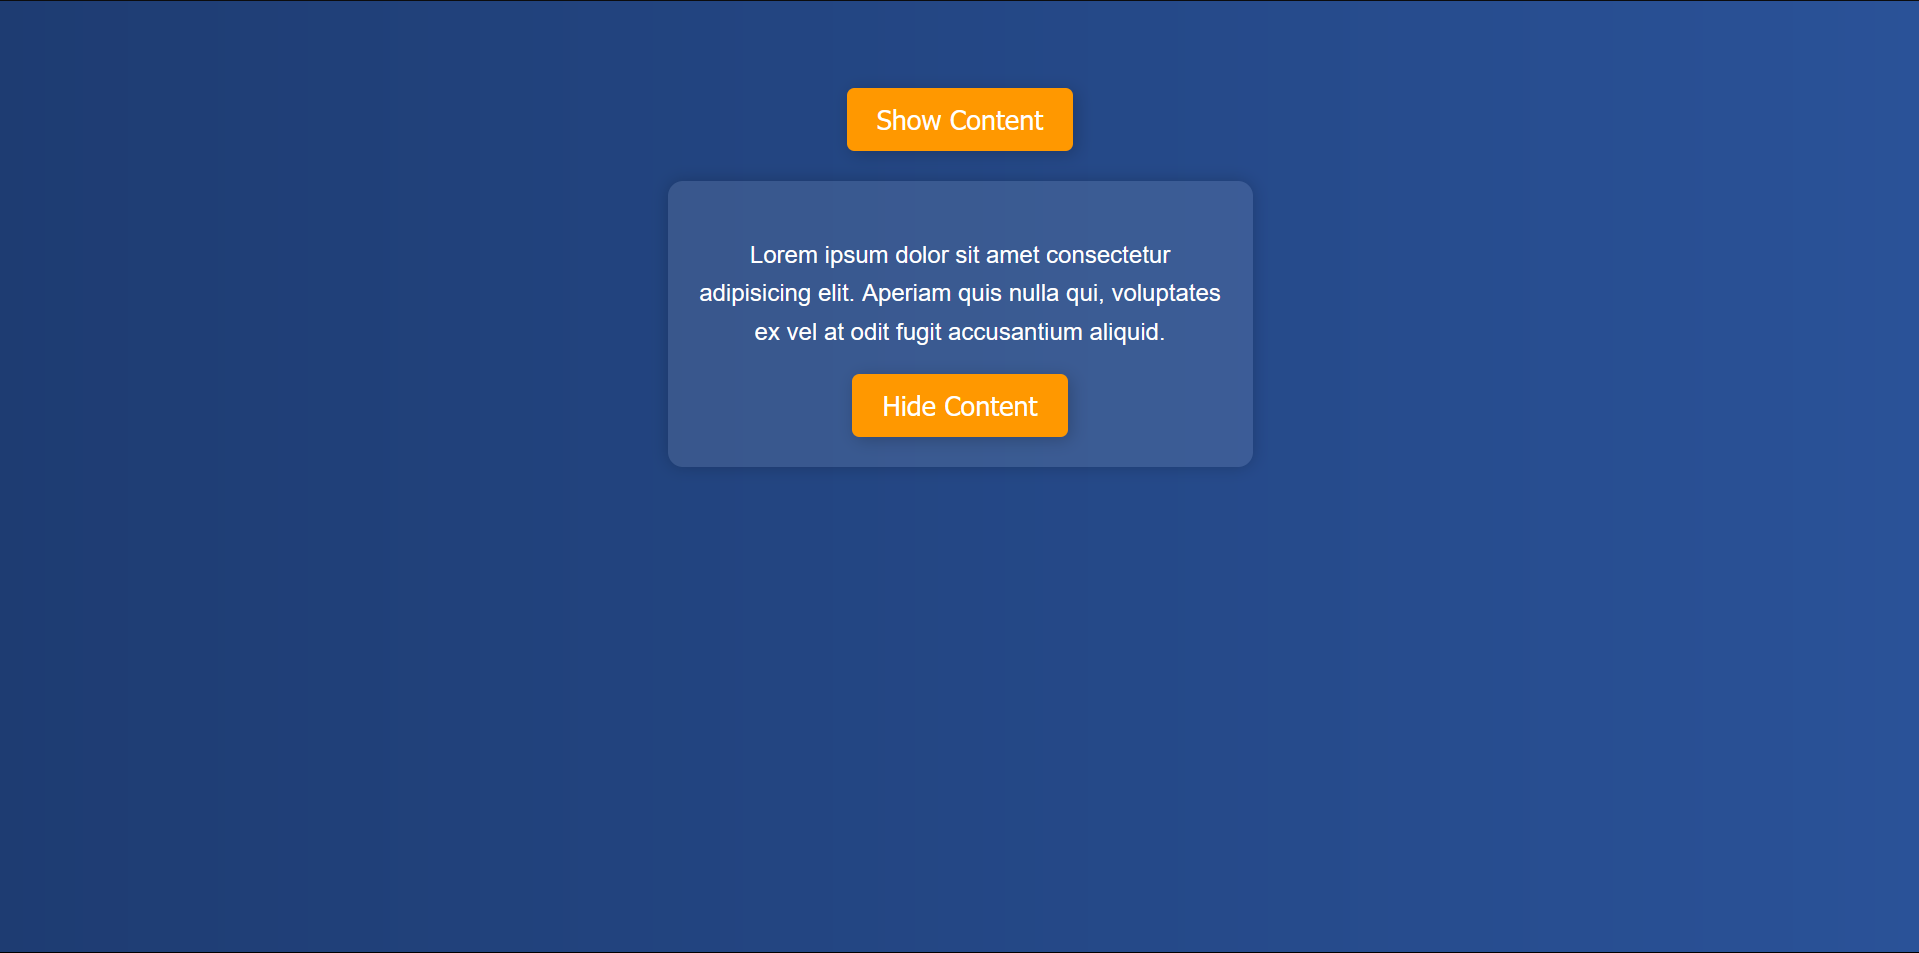 Show Content
Lorem ipsum dolor sit amet consectetur
adipisicing elit. Aperiam quis nulla qui, voluptates
ex vel at odit fugit accusantium aliquid.
Hide Content